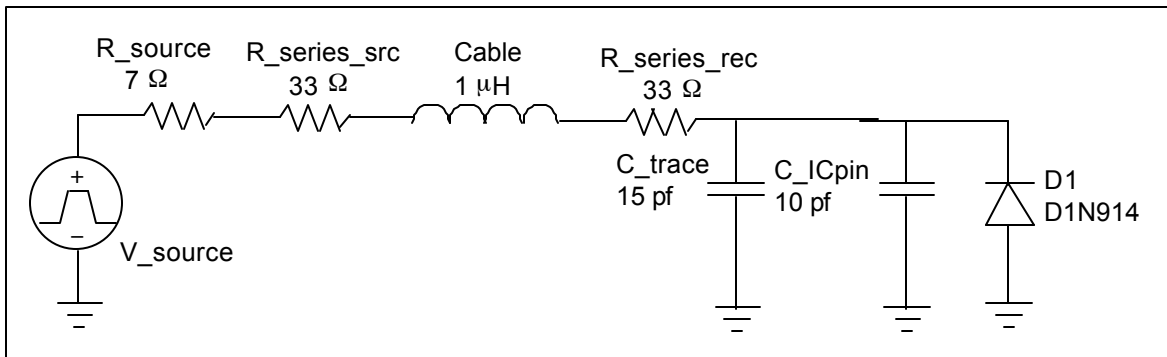 R_source
7 Ω
R_series_src
33 Ω
Cable
1 μH
R_series_rec
33 Ω
C_trace
15 pf
C_ICpin
10 pf
D1
D1N914
+
−
V_source